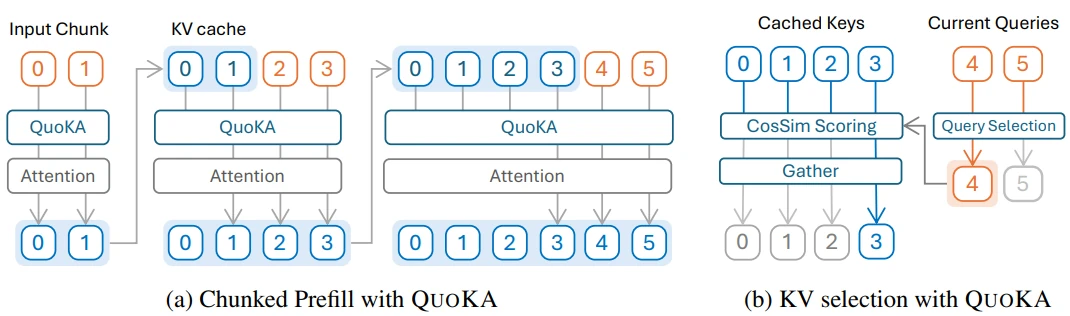 Input Chunk
KV cache
Cached Keys
Current Queries
0 1
0 1 2 3
0 1 2 3 4 5
0 1 2 3
4 5
QuoKA
QuoKA
QuoKA
CosSim Scoring
Query Selection
Attention
Attention
Attention
Gather
4 5
0 1
0 1 2 3
0 1 2 3 4 5
0 1 2 3
(a) Chunked Prefill with QUOKA
(b) KV selection with QUOKA